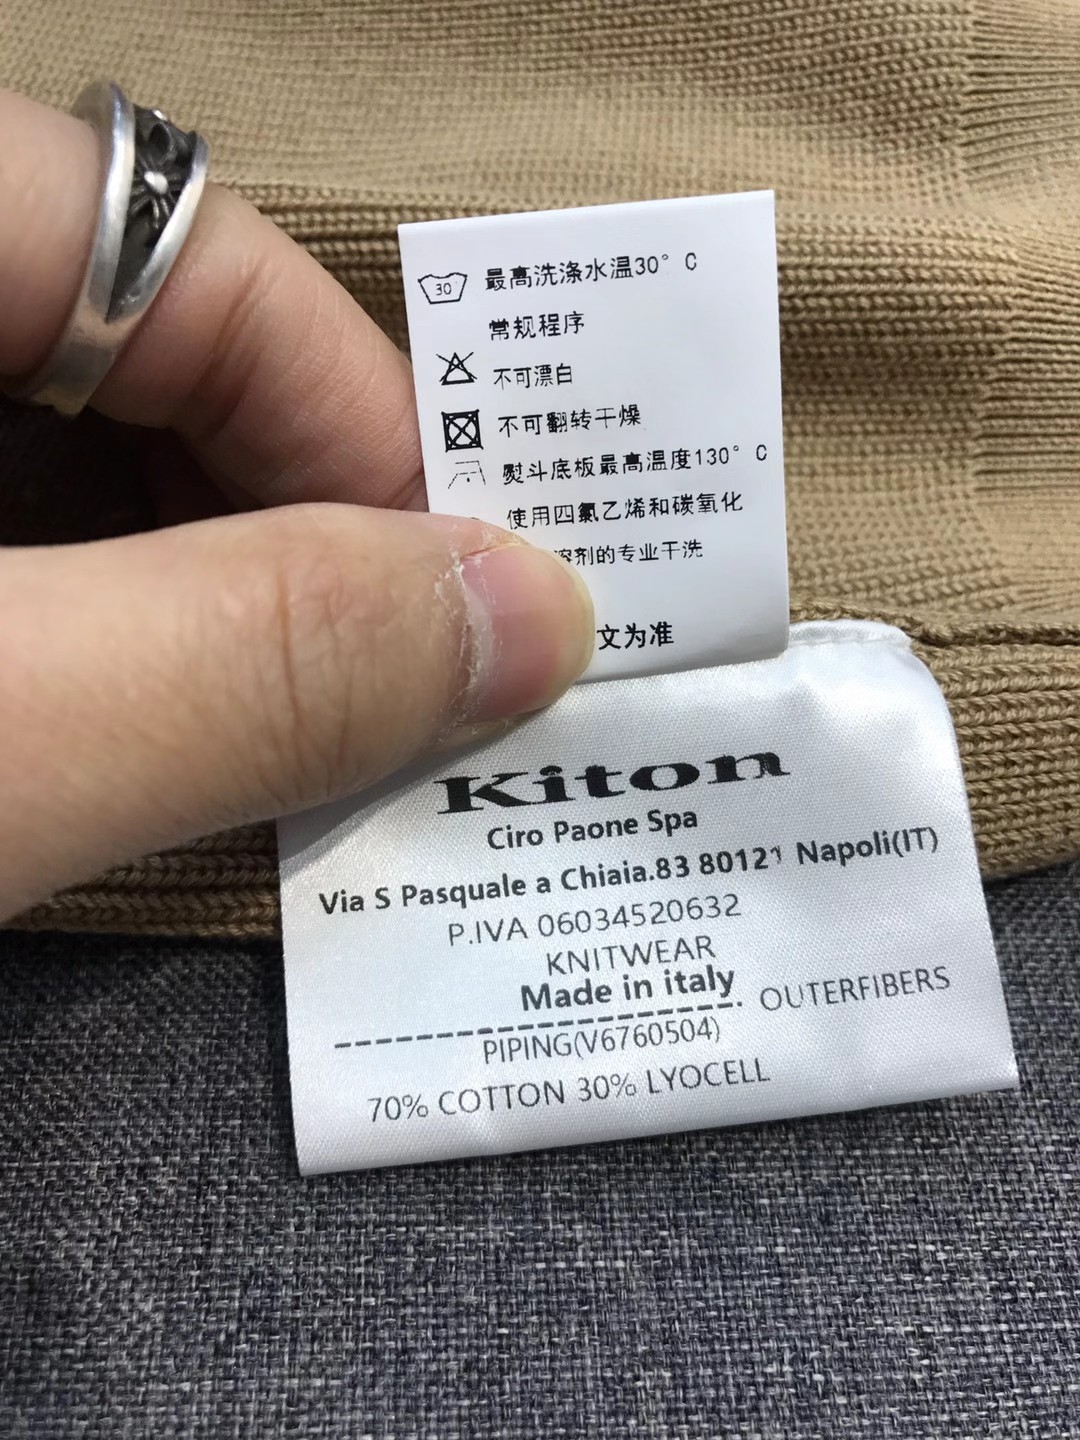 30 最高洗涤水温30°C
常规程序
不可漂白
不可翻转干燥
熨斗底板最高温度130°C
使用四氯乙烯和碳氧化
溶剂的专业干洗
文为准
Kiton
Ciro Paone Spa
Via S Pasquale a Chiaia.83 80121 Napoli(IT)
P.IVA 06034520632
KNITWEAR
Made in italy
-------------------. OUTERFIBERS
PIPING(V6760504)
70% COTTON 30% LYOCELL